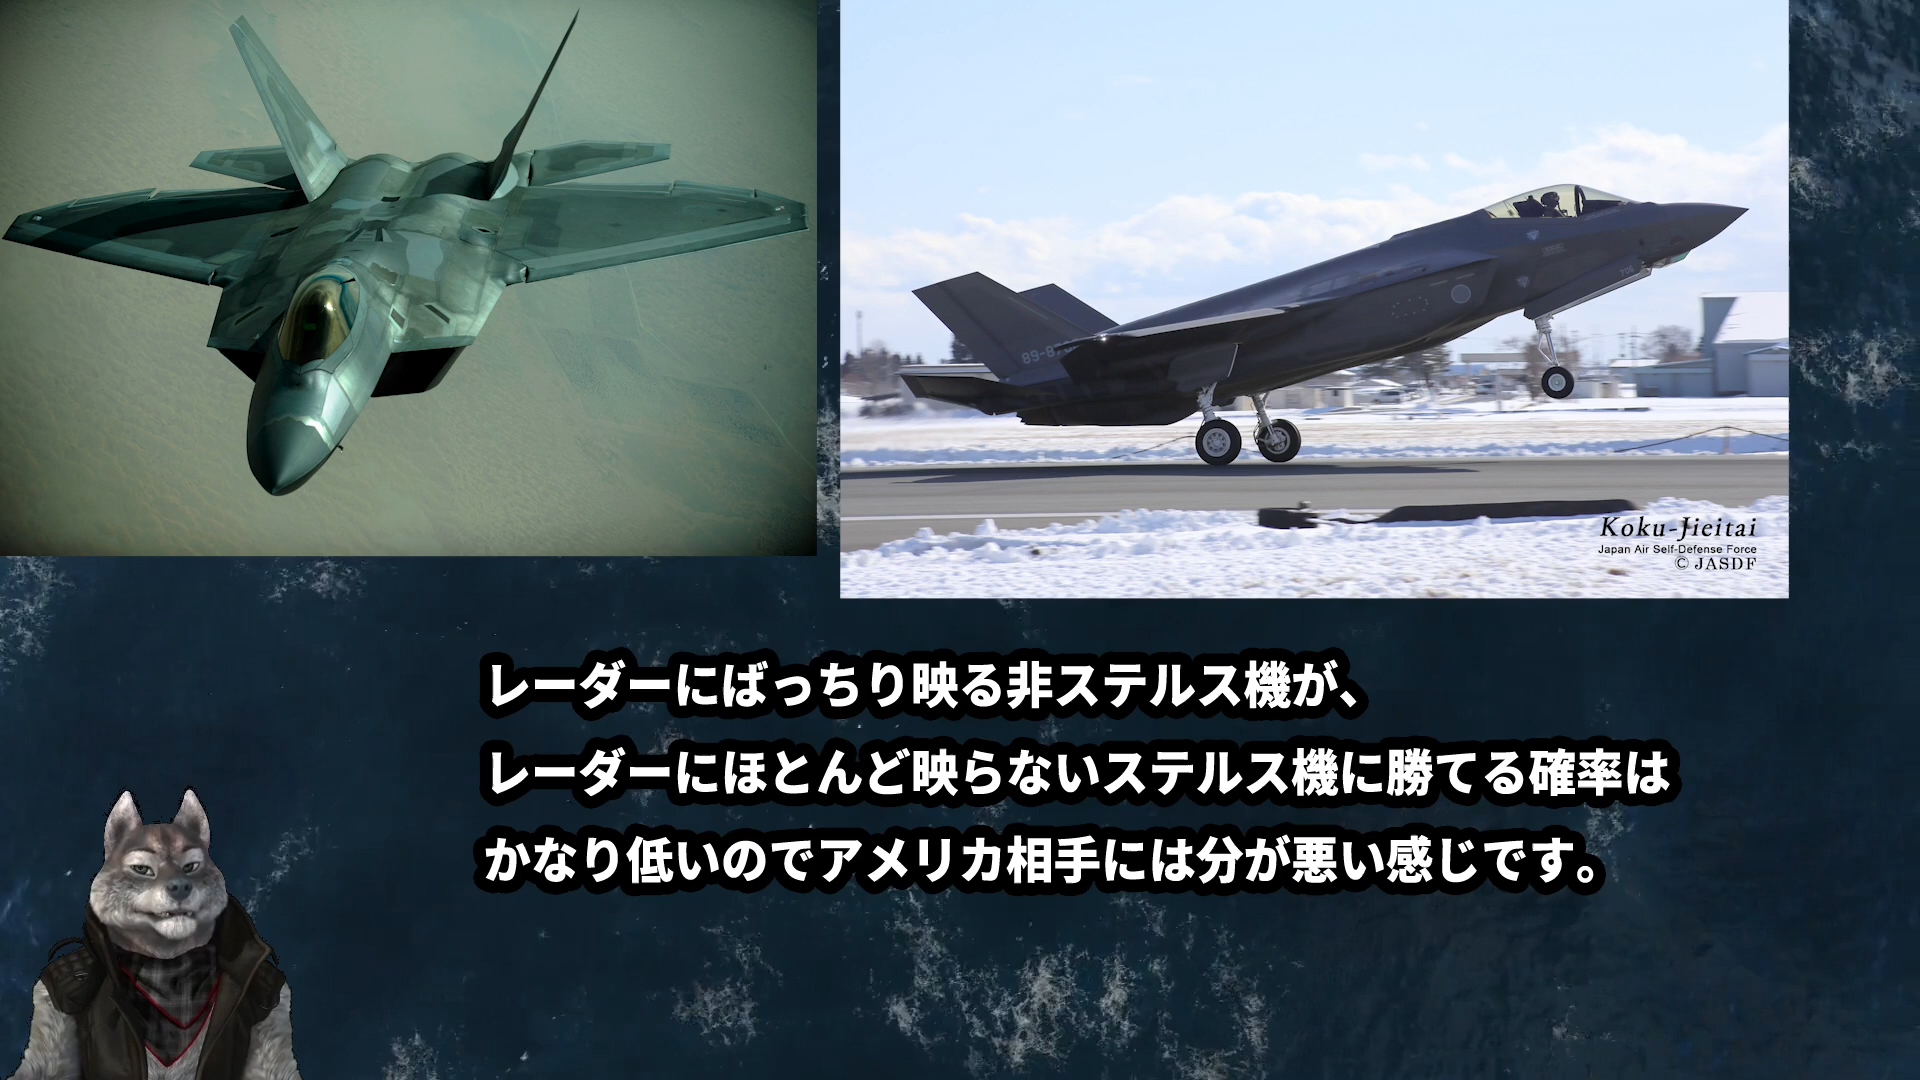 Koku-Jieitai
Japan Air Self-Defense Force
© JASDF
レーダーにばっちり映る非ステルス機が、
レーダーにほとんど映らないステルス機に勝てる確率は
かなり低いのでアメリカ相手には分が悪い感じです。